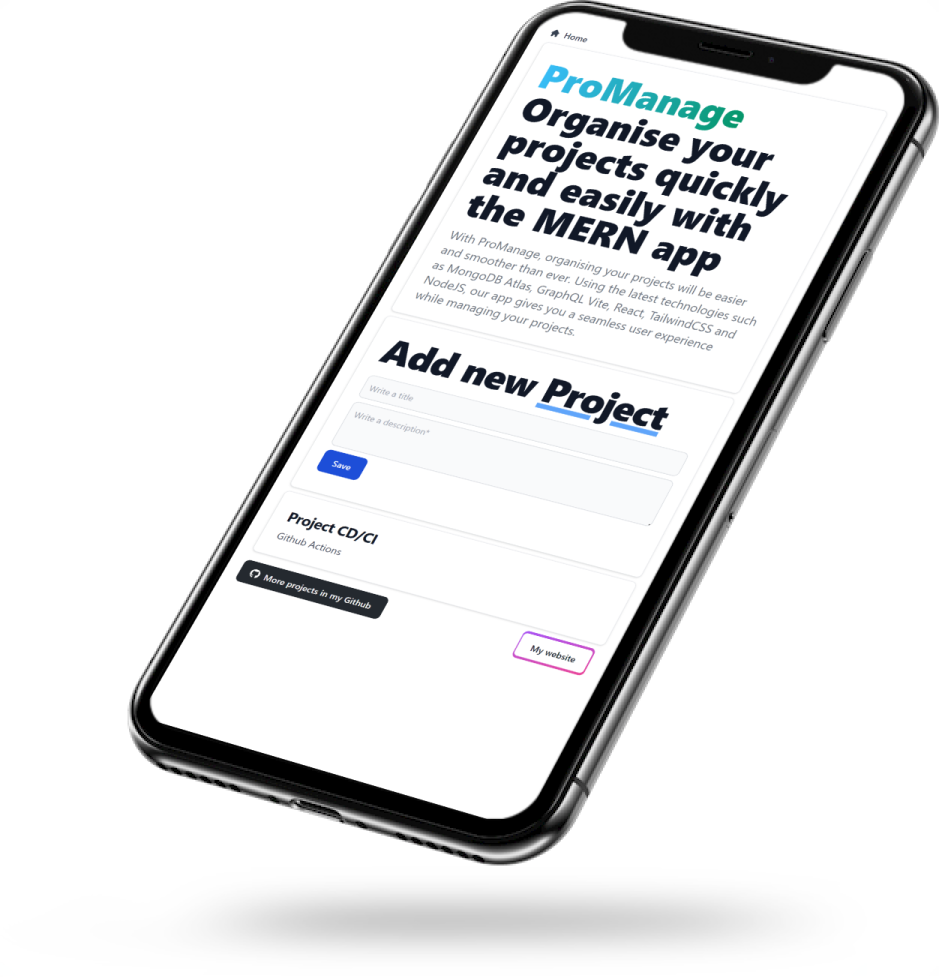 Home
ProManage
Organise your
projects quickly
and easily with
the MERN app
With ProManage, organising your projects will be easier
and smoother than ever. Using the latest technologies such
as MongoDB Atlas, GraphQL Vite, React, TailwindCSS and
NodeJS, our app gives you a seamless user experience
while managing your projects.
Add new Project
Write a title
Write a description*
Save
Project CD/CI
Github Actions
More projects in my Github
My website